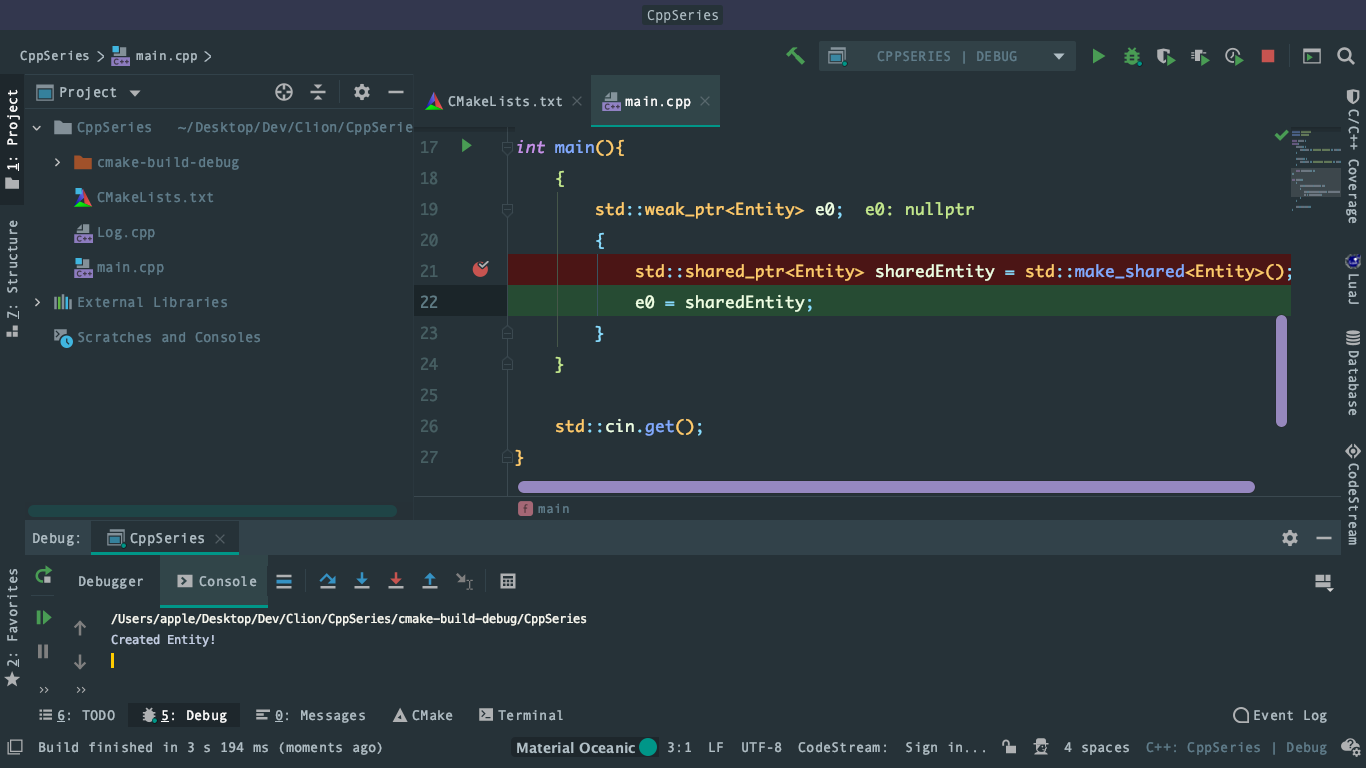 CppSeries
CppSeries > main.cpp >
CPPSERIES | DEBUG
Project
CMakeLists.txt
main.cpp
1: Project
CppSeries ~/Desktop/Dev/Clion/CppSerie
cmake-build-debug
CMakeLists.txt
Log.cpp
main.cpp
External Libraries
Scratches and Consoles
Z: Structure
17 int main(){
18 {
19 std::weak_ptr<Entity> e0; e0: nullptr
20 {
21 std::shared_ptr<Entity> sharedEntity = std::make_shared<Entity>();
22 e0 = sharedEntity;
23 }
24 }
25
26 std::cin.get();
27 }
f main
C/C++ Coverage
LuaJ
Database
CodeStream
Debug: CppSeries
Debugger
Console
/Users/apple/Desktop/Dev/Clion/CppSeries/cmake-build-debug/CppSeries
Created Entity!
2: Favorites
6: TODO
5: Debug
0: Messages
CMake
Terminal
Event Log
Build finished in 3 s 194 ms (moments ago)
Material Oceanic
3:1 LF UTF-8 CodeStream: Sign in... 4 spaces C++: CppSeries | Debug